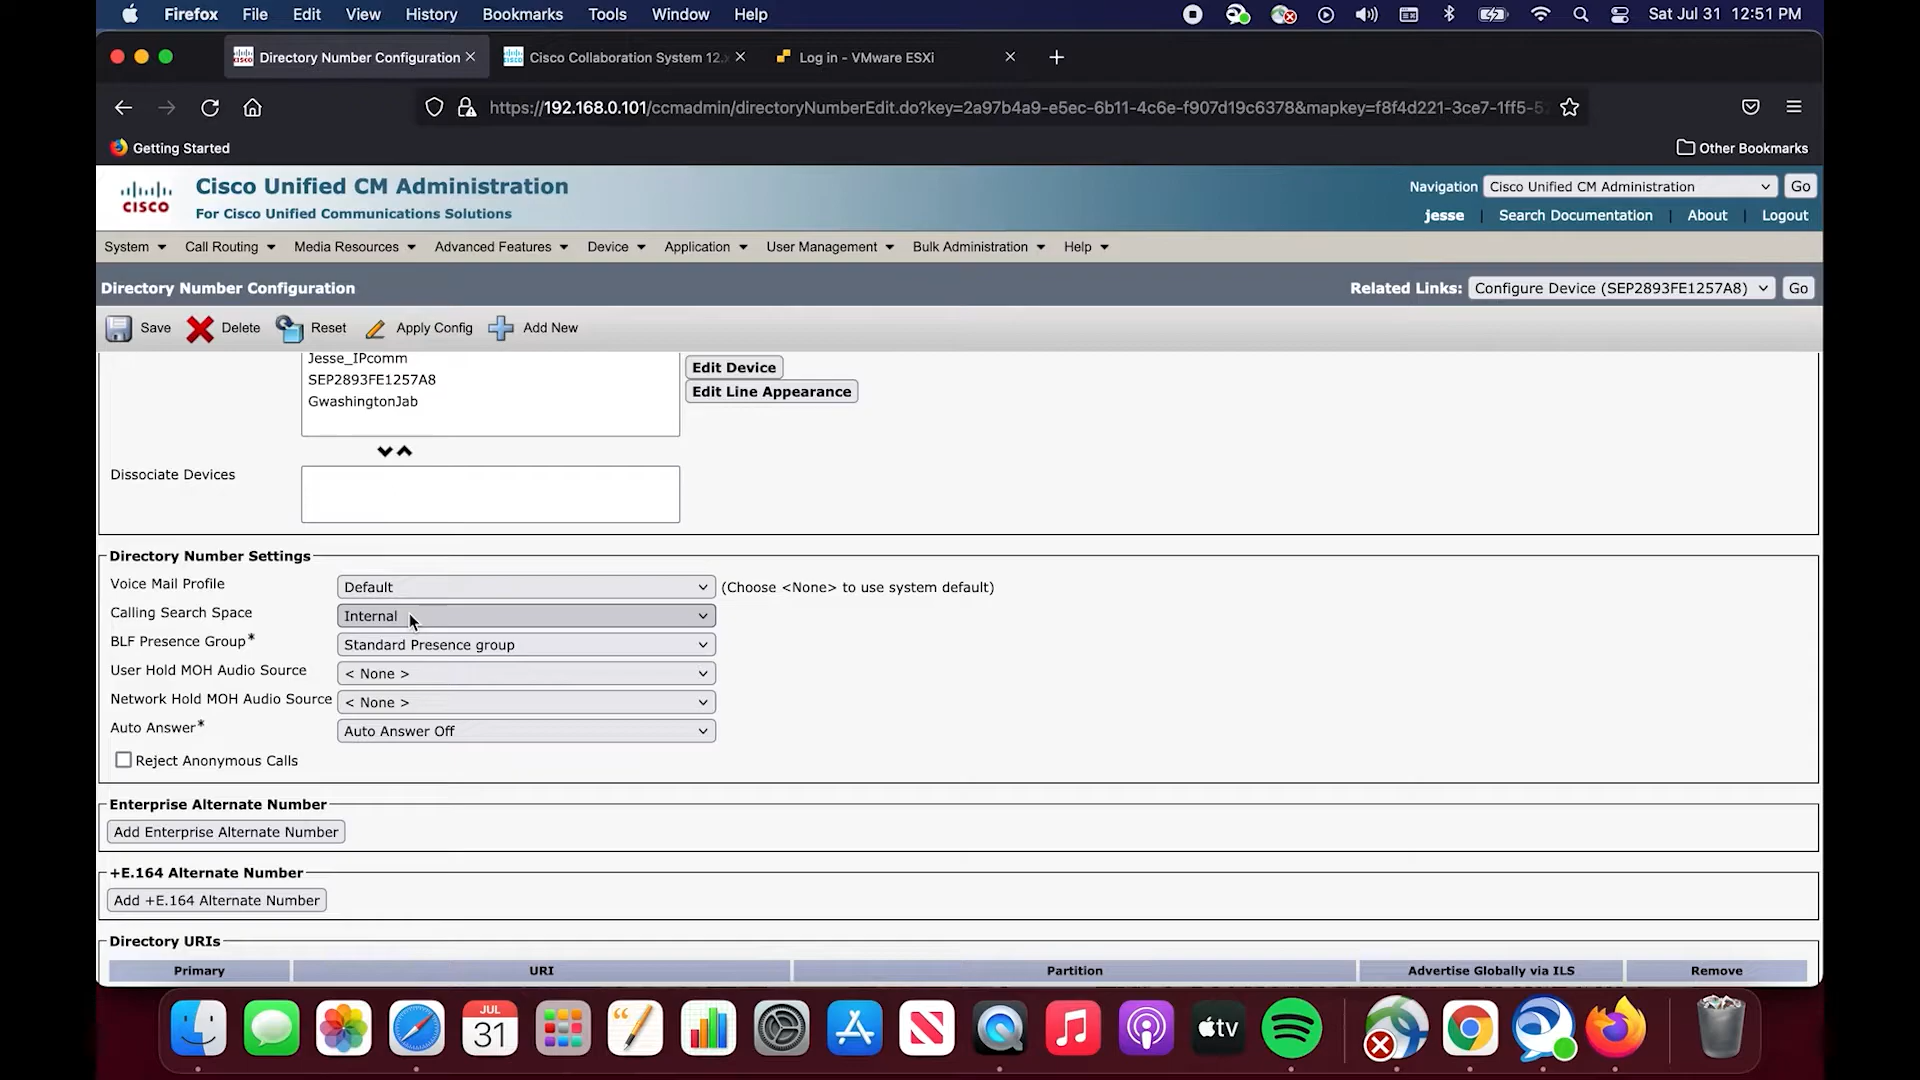 Firefox File Edit View History Bookmarks Tools Window Help Sat Jul 31 12:51 PM
Directory Number Configuration Cisco Collaboration System 12. Log in - VMware ESXi
https://192.168.0.101/ccmadmin/directoryNumberEdit.do?key=2a97b4a9-e5ec-6b11-4c6e-f907d19c6378&mapkey=f8f4d221-3ce7-1ff5-5
Getting Started Other Bookmarks
Cisco Unified CM Administration Navigation Cisco Unified CM Administration Go
CISCO For Cisco Unified Communications Solutions jesse | Search Documentation | About | Logout
System Call Routing Media Resources Advanced Features Device Application User Management Bulk Administration Help
Directory Number Configuration Related Links: Configure Device (SEP2893FE1257A8) Go
Save Delete Reset Apply Config Add New
Jesse_IPcomm Edit Device
SEP2893FE1257A8 Edit Line Appearance
GwashingtonJab
Dissociate Devices
Directory Number Settings
Voice Mail Profile Default (Choose <None> to use system default)
Calling Search Space Internal
BLF Presence Group* Standard Presence group
User Hold MOH Audio Source < None >
Network Hold MOH Audio Source < None >
Auto Answer* Auto Answer Off
Reject Anonymous Calls
Enterprise Alternate Number
Add Enterprise Alternate Number
+E.164 Alternate Number
Add +E.164 Alternate Number
Directory URIs
Primary URI Partition Advertise Globally via ILS Remove
JUL
31
tv